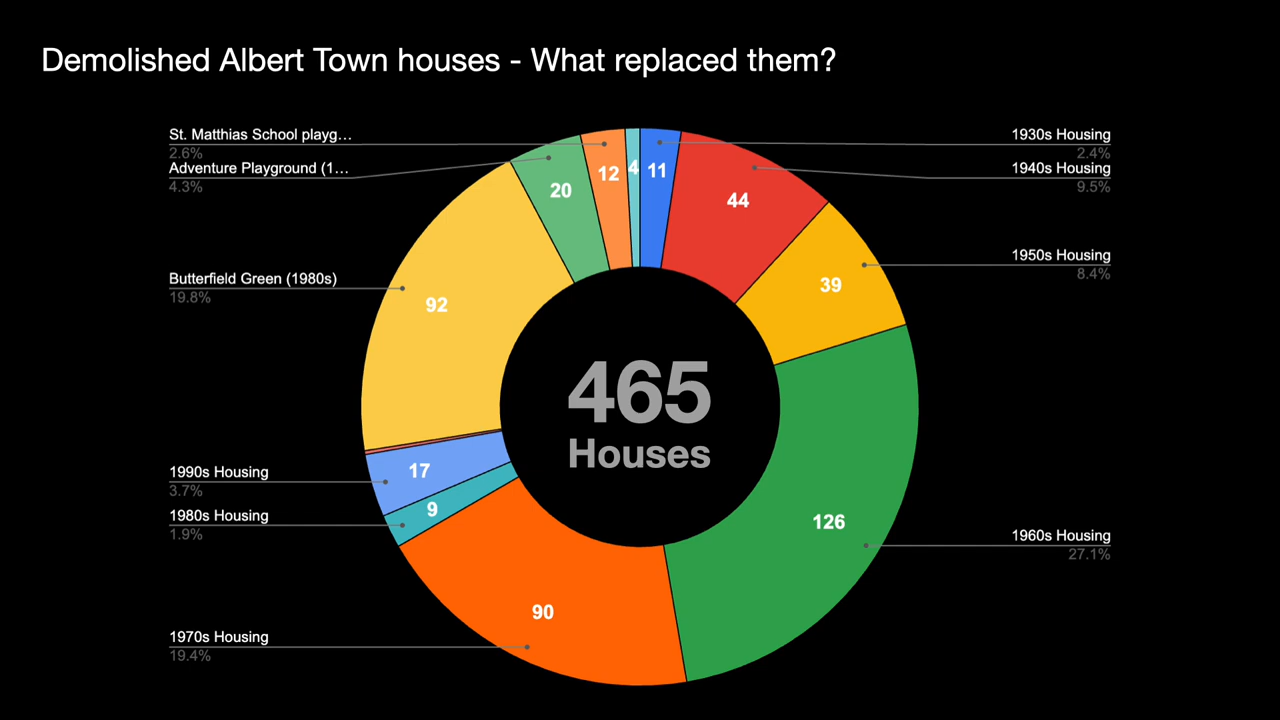 Demolished Albert Town houses - What replaced them?
St. Matthias School playg…
2.6%
Adventure Playground (1…
4.3%
Butterfield Green (1980s)
19.8%
1990s Housing
3.7%
1980s Housing
1.9%
1970s Housing
19.4%
1930s Housing
2.4%
1940s Housing
9.5%
1950s Housing
8.4%
1960s Housing
27.1%
20
12
4
11
44
39
92
126
17
9
90
465
Houses